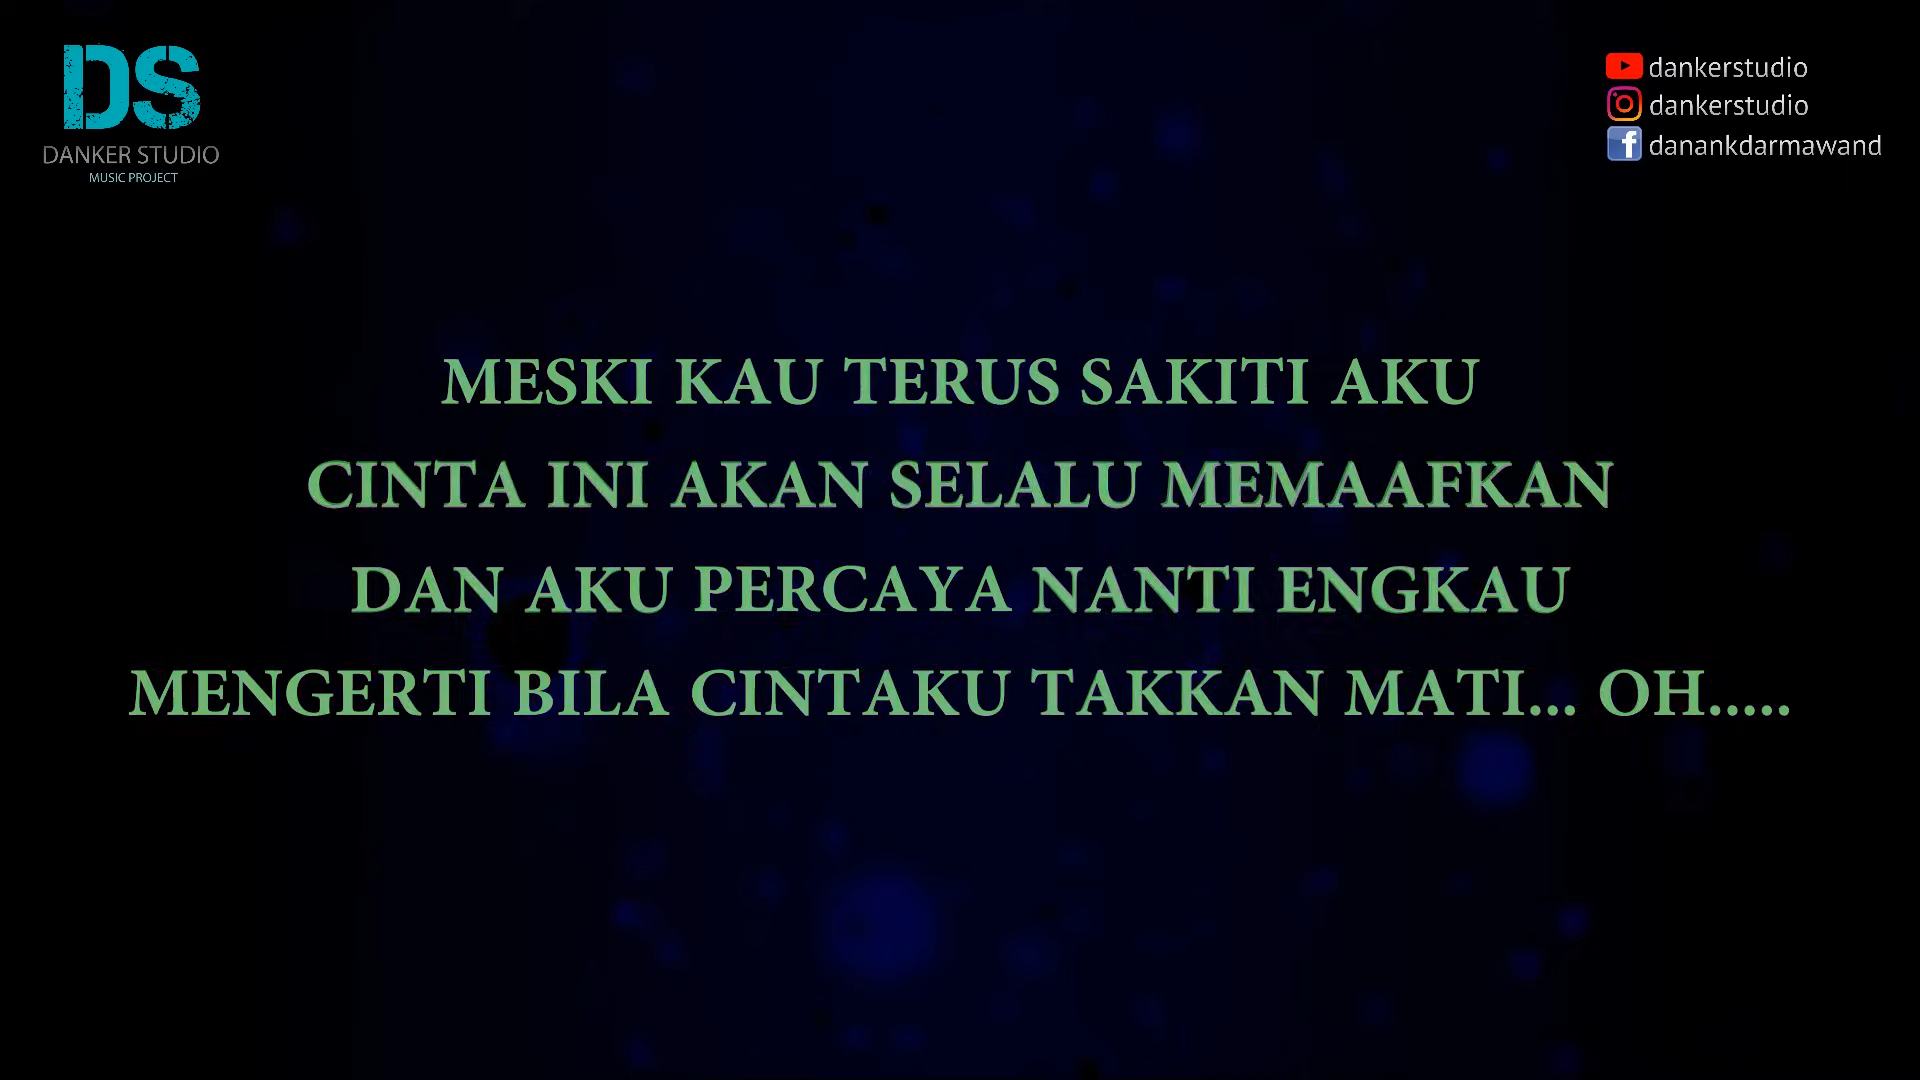 DS
DANKER STUDIO
MUSIC PROJECT
dankerstudio
dankerstudio
danankdarmawand
MESKI KAU TERUS SAKITI AKU
CINTA INI AKAN SELALU MEMAAFKAN
DAN AKU PERCAYA NANTI ENGKAU
MENGERTI BILA CINTAKU TAKKAN MATI... OH.....